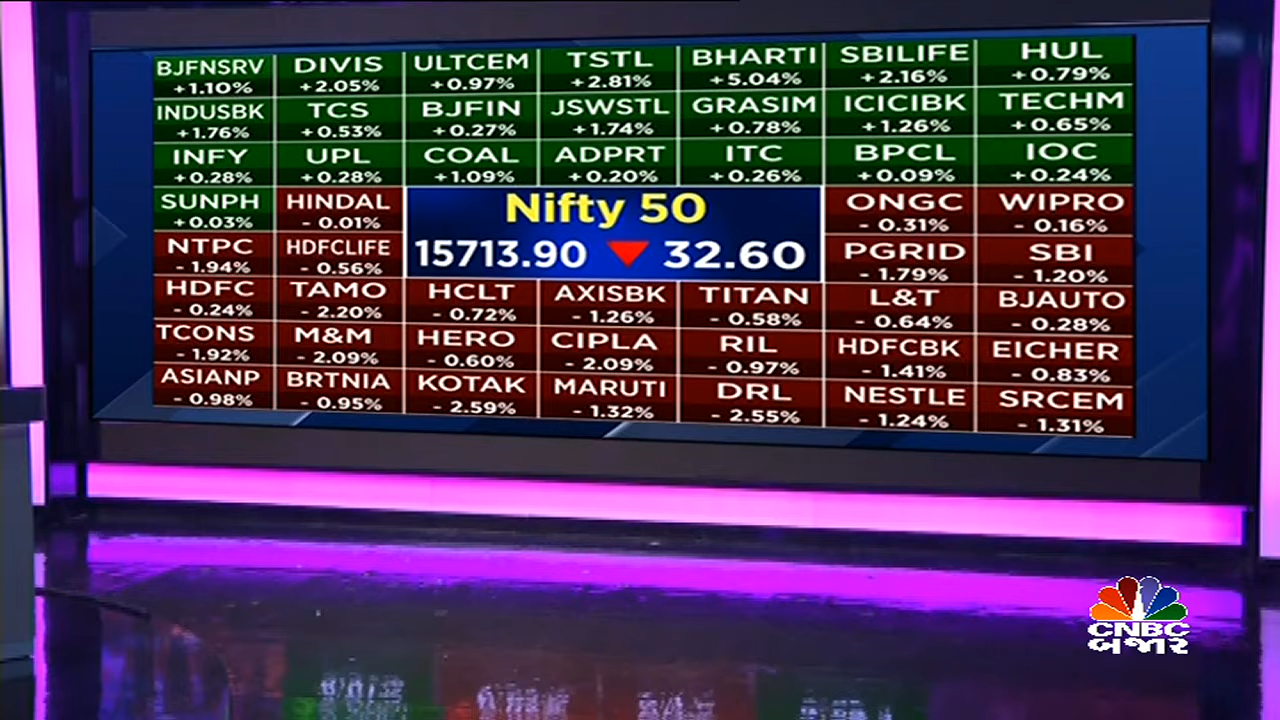 BJFNSRV DIVIS ULTCEM TSTL BHARTI SBILIFE HUL
+1.10% +2.05% +0.97% +2.81% +5.04% +2.16% +0.79%
INDUSBK TCS BJFIN JSWSTL GRASIM ICICIBK TECHM
+1.76% +0.53% +0.27% +1.74% +0.78% +1.26% +0.65%
INFY UPL COAL ADPRT ITC BPCL IOC
+0.28% +0.28% +1.09% +0.20% +0.26% +0.09% +0.24%
SUNPH HINDAL Nifty 50 ONGC WIPRO
+0.03% - 0.01% - 0.31% - 0.16%
NTPC HDFCLIFE 15713.90 ▼ 32.60 PGRID SBI
- 1.94% - 0.56% - 1.79% - 1.20%
HDFC TAMO HCLT AXISBK TITAN L&T BJAUTO
- 0.24% - 2.20% - 0.72% - 1.26% - 0.58% - 0.64% - 0.28%
TCONS M&M HERO CIPLA RIL HDFCBK EICHER
- 1.92% - 2.09% - 0.60% - 2.09% - 0.97% - 1.41% - 0.83%
ASIANP BRTNIA KOTAK MARUTI DRL NESTLE SRCEM
- 0.98% - 0.95% - 2.59% - 1.32% - 2.55% - 1.24% - 1.31%
CNBC
બજાર